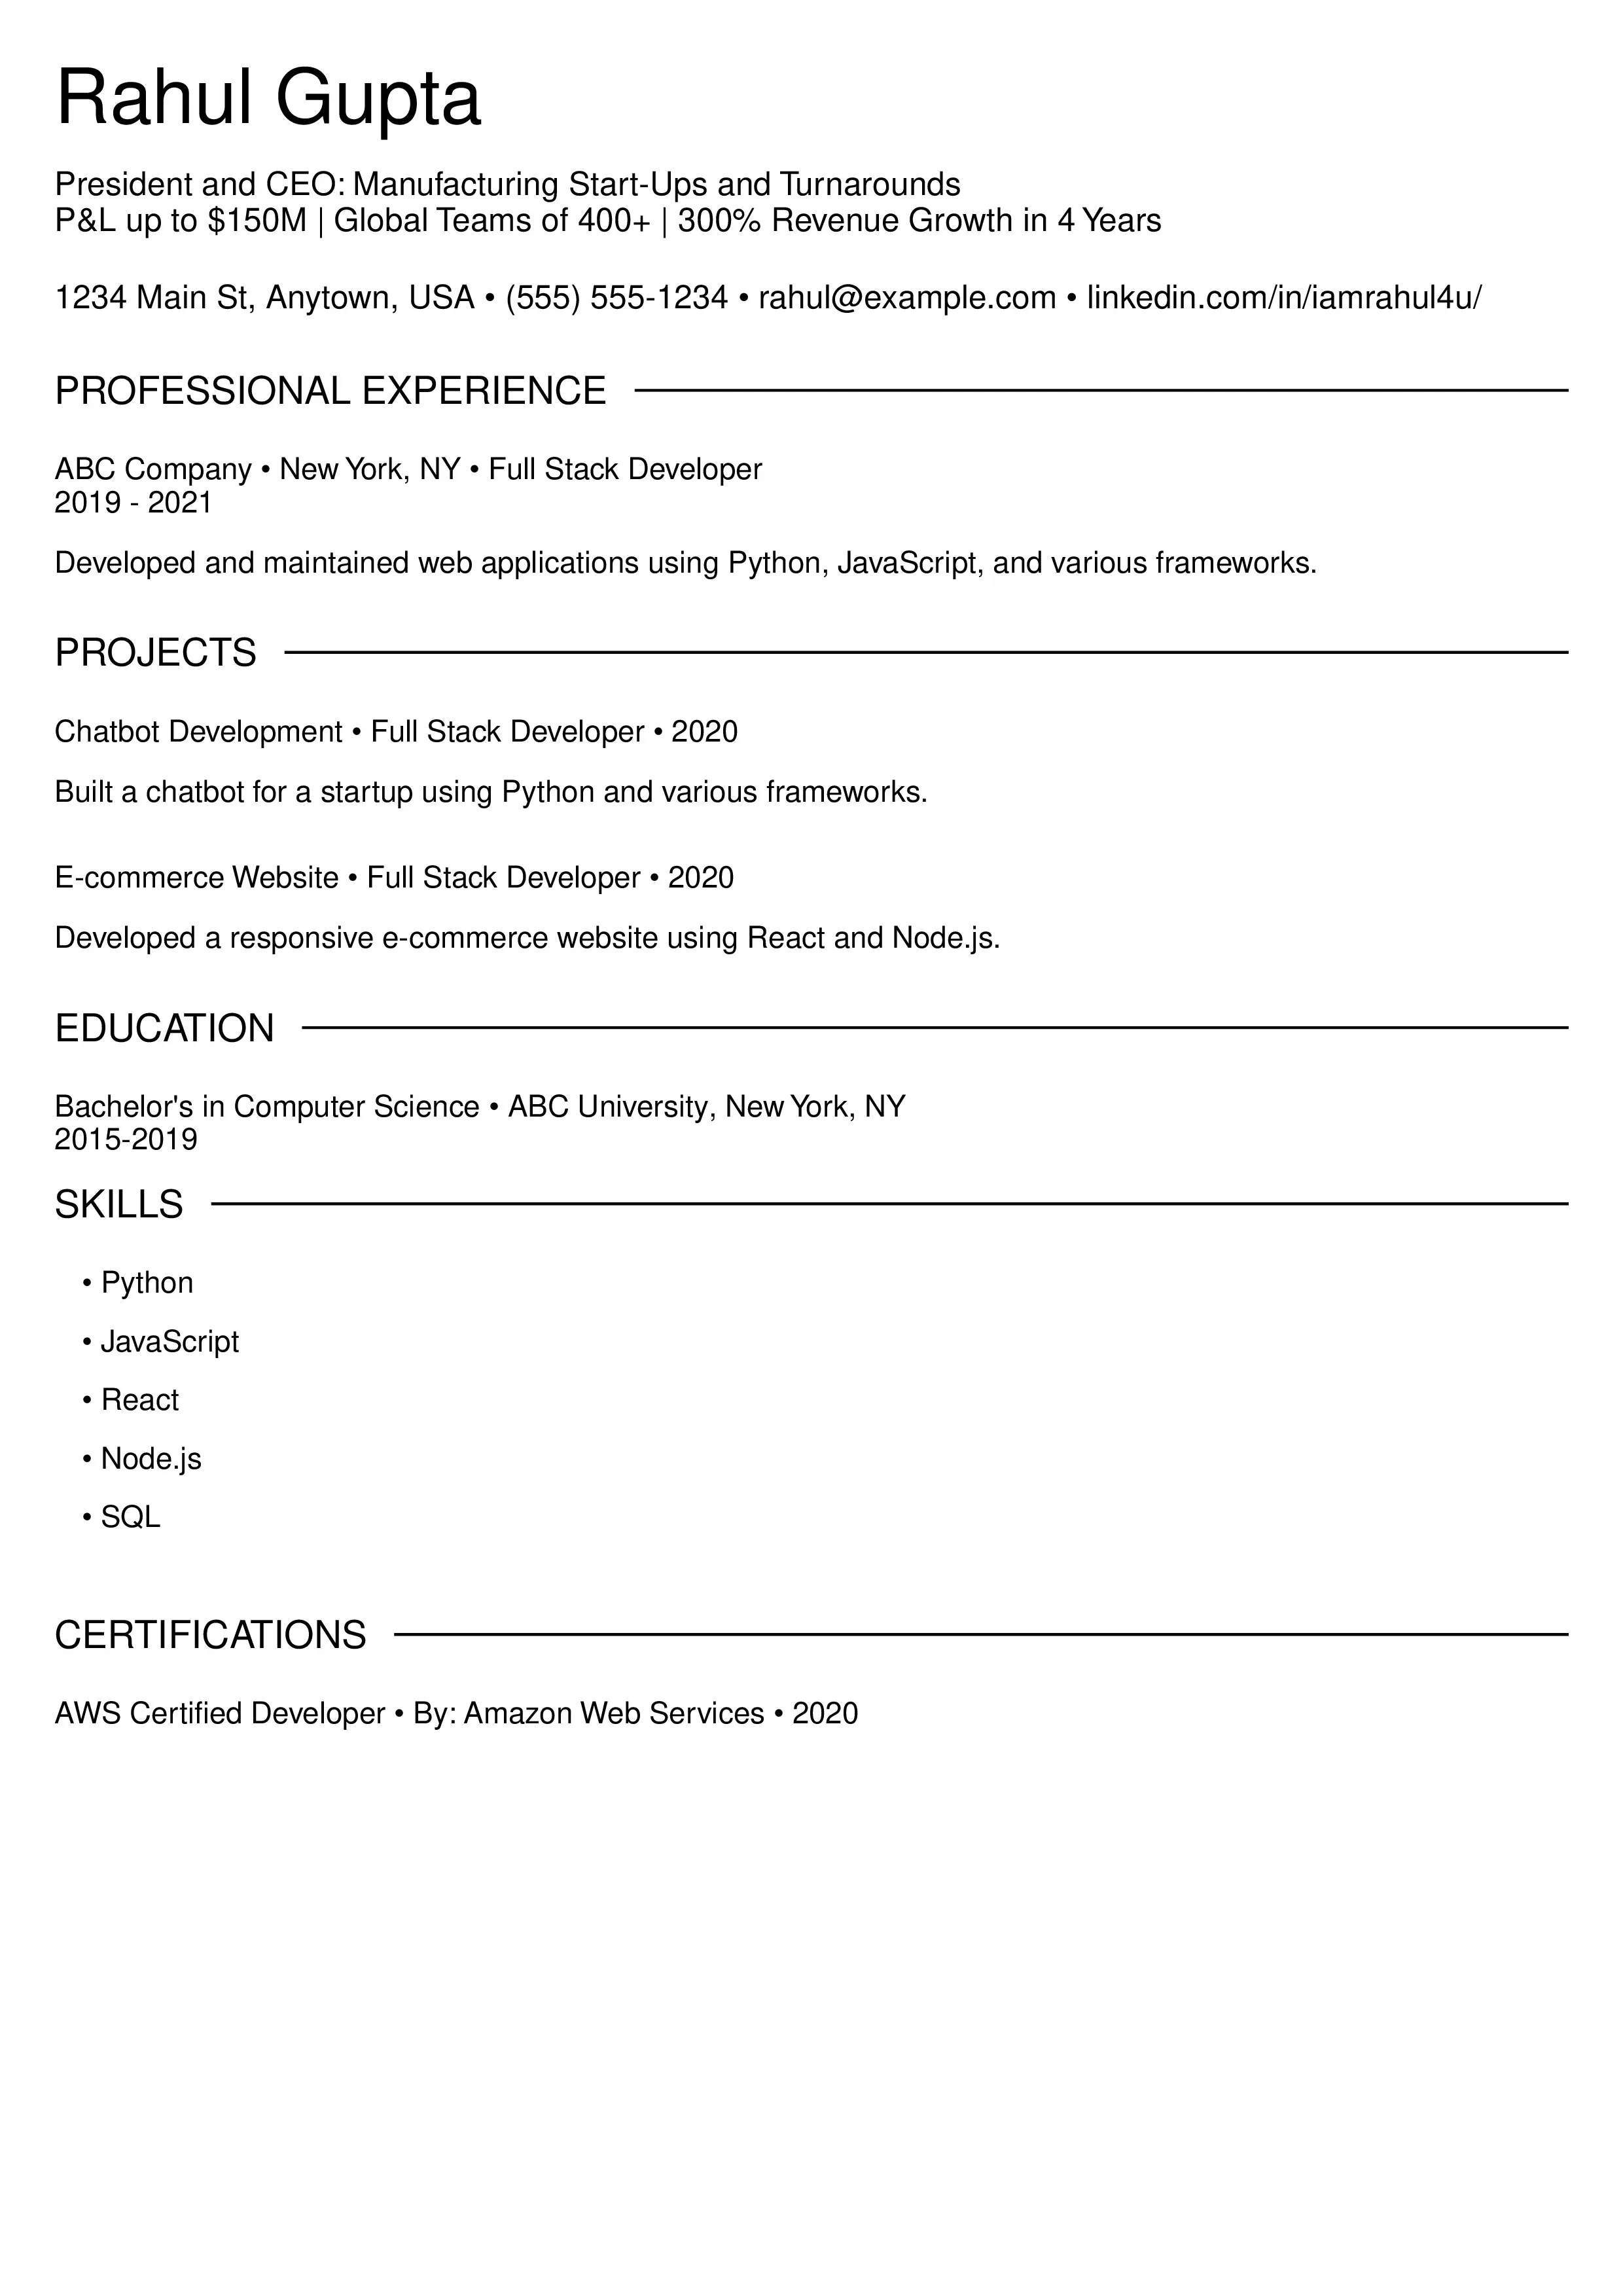 Rahul Gupta
President and CEO: Manufacturing Start-Ups and Turnarounds
P&L up to $150M | Global Teams of 400+ | 300% Revenue Growth in 4 Years
1234 Main St, Anytown, USA • (555) 555-1234 • rahul@example.com • linkedin.com/in/iamrahul4u/
PROFESSIONAL EXPERIENCE
ABC Company • New York, NY • Full Stack Developer
2019 - 2021
Developed and maintained web applications using Python, JavaScript, and various frameworks.
PROJECTS
Chatbot Development • Full Stack Developer • 2020
Built a chatbot for a startup using Python and various frameworks.
E-commerce Website • Full Stack Developer • 2020
Developed a responsive e-commerce website using React and Node.js.
EDUCATION
Bachelor's in Computer Science • ABC University, New York, NY
2015-2019
SKILLS
• Python
• JavaScript
• React
• Node.js
• SQL
CERTIFICATIONS
AWS Certified Developer • By: Amazon Web Services • 2020